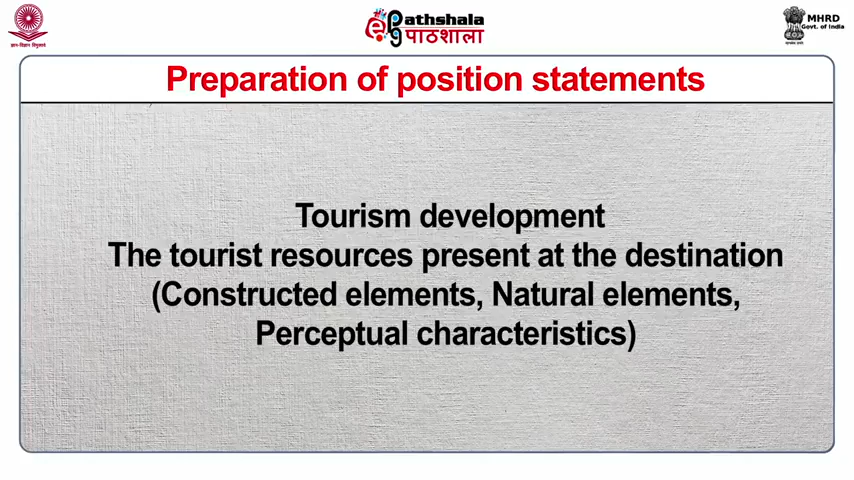 ज्ञान-विज्ञान विमुक्तये
ePathshala
पाठशाला
MHRD
Govt. of India
Preparation of position statements
Tourism development
The tourist resources present at the destination
(Constructed elements, Natural elements,
Perceptual characteristics)